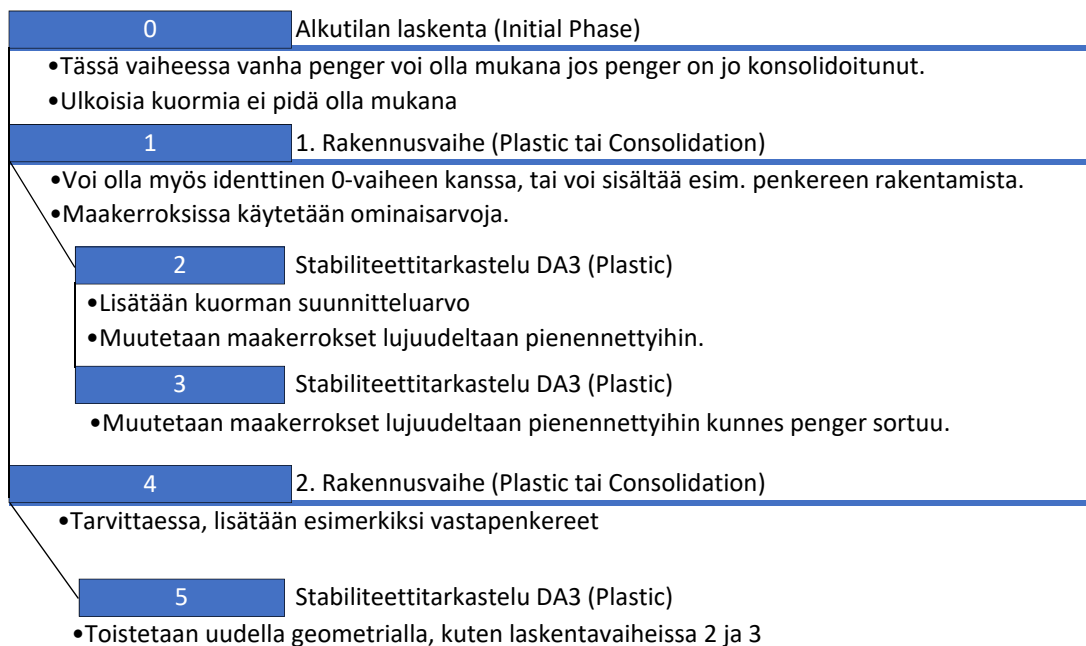 0 Alkutilan laskenta (Initial Phase)
•Tässä vaiheessa vanha penger voi olla mukana jos penger on jo konsolidoitunut.
•Ulkoisia kuormia ei pidä olla mukana
1 1. Rakennusvaihe (Plastic tai Consolidation)
•Voi olla myös identtinen 0-vaiheen kanssa, tai voi sisältää esim. penkereen rakentamista.
•Maakerroksissa käytetään ominaisarvoja.
2 Stabiliteettitarkastelu DA3 (Plastic)
•Lisätään kuorman suunnitteluarvo
•Muutetaan maakerrokset lujuudeltaan pienennettyihin.
3 Stabiliteettitarkastelu DA3 (Plastic)
•Muutetaan maakerrokset lujuudeltaan pienennettyihin kunnes penger sortuu.
4 2. Rakennusvaihe (Plastic tai Consolidation)
•Tarvittaessa, lisätään esimerkiksi vastapenkereet
5 Stabiliteettitarkastelu DA3 (Plastic)
•Toistetaan uudella geometrialla, kuten laskentavaiheissa 2 ja 3